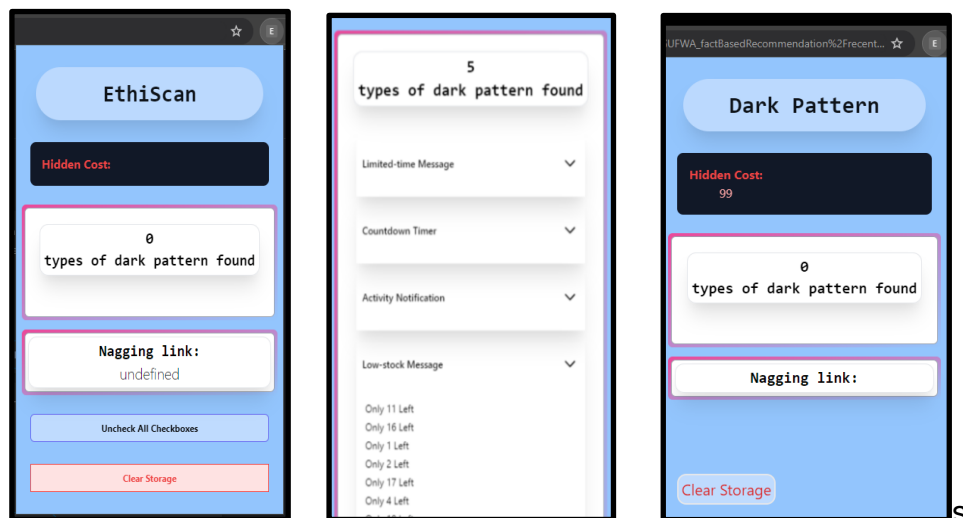 E
EthiScan
Hidden Cost:
0
types of dark pattern found
Nagging link:
undefined
Uncheck All Checkboxes
Clear Storage
5
types of dark pattern found
Limited-time Message
Countdown Timer
Activity Notification
Low-stock Message
Only 11 Left
Only 16 Left
Only 1 Left
Only 2 Left
Only 17 Left
Only 4 Left
UFWA_factBasedRecommendation%2Frecent...
E
Dark Pattern
Hidden Cost:
99
0
types of dark pattern found
Nagging link:
Clear Storage
s